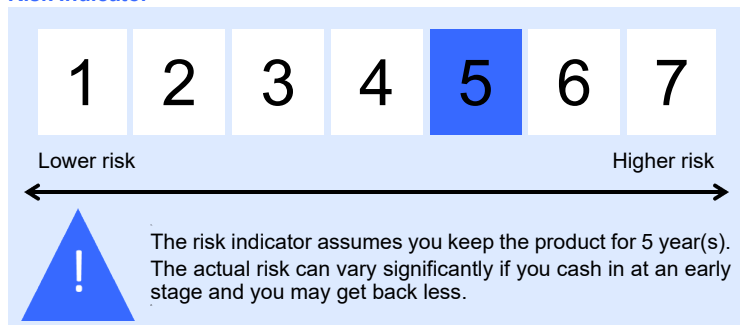 Risk Indicator
1 2 3 4 5 6 7
Lower risk Higher risk
!
The risk indicator assumes you keep the product for 5 year(s).
The actual risk can vary significantly if you cash in at an early
stage and you may get back less.